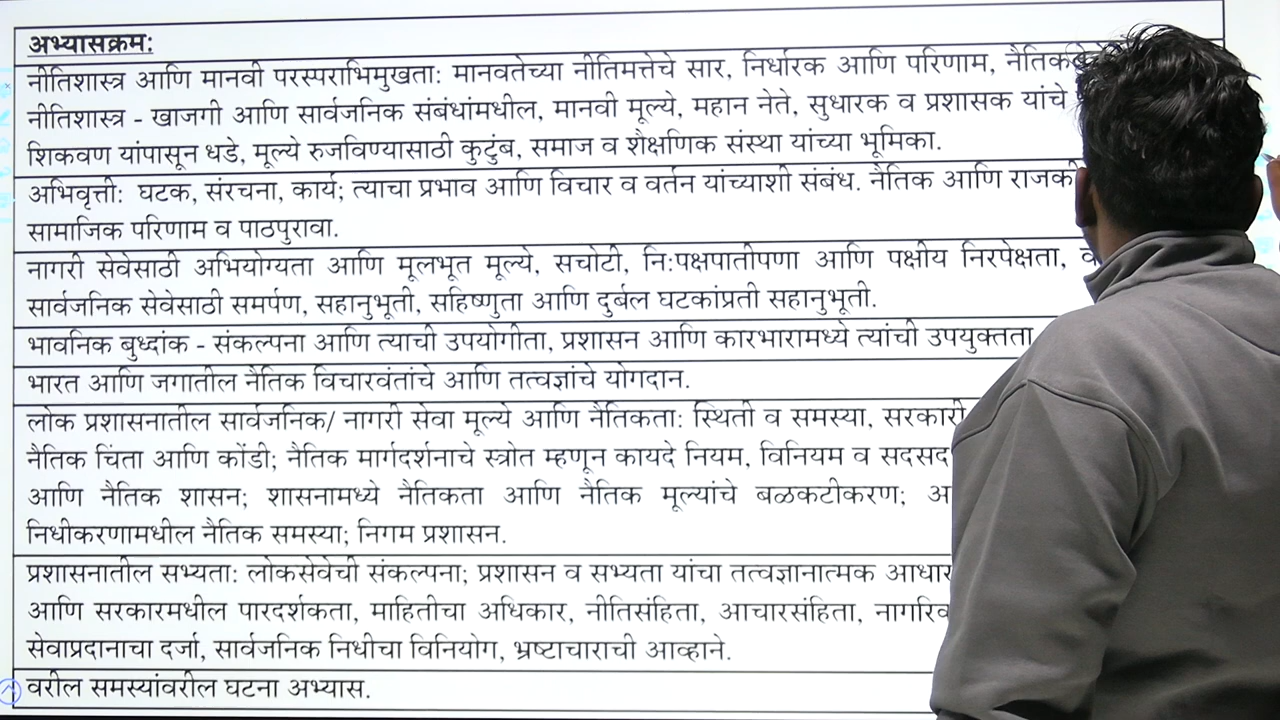 अभ्यासक्रम:
नीतिशास्त्र आणि मानवी परस्पराभिमुखता: मानवतेच्या नीतिमत्तेचे सार, निर्धारक आणि परिणाम,
नीतिशास्त्र - खाजगी आणि सार्वजनिक संबंधांमधील, मानवी मूल्ये, महान नेते, सुधारक व प्रशासक यांचे
शिकवण यांपासून धडे, मूल्ये रुजविण्यासाठी कुटुंब, समाज व शैक्षणिक संस्था यांच्या भूमिका.
अभिवृत्ती: घटक, संरचना, कार्य; त्याचा प्रभाव आणि विचार व वर्तन यांच्याशी संबंध. नैतिक आणि
सामाजिक परिणाम व पाठपुरावा.
नागरी सेवेसाठी अभियोग्यता आणि मूलभूत मूल्ये, सचोटी, नि:पक्षपातीपणा आणि पक्षीय निरपेक्षता,
सार्वजनिक सेवेसाठी समर्पण, सहानुभूती, सहिष्णुता आणि दुर्बल घटकांप्रती सहानुभूती.
भावनिक बुध्दांक - संकल्पना आणि त्याची उपयोगीता, प्रशासन आणि कारभारामध्ये त्यांची उपयुक्तता
भारत आणि जगातील नैतिक विचारवंतांचे आणि तत्वज्ञांचे योगदान.
लोक प्रशासनातील सार्वजनिक/ नागरी सेवा मूल्ये आणि नैतिकता: स्थिती व समस्या, सरकारी
नैतिक चिंता आणि कोंडी; नैतिक मार्गदर्शनाचे स्त्रोत म्हणून कायदे नियम, विनियम व
आणि नैतिक शासन; शासनामध्ये नैतिकता आणि नैतिक मूल्यांचे बळकटीकरण;
निधीकरणामधील नैतिक समस्या; निगम प्रशासन.
प्रशासनातील सभ्यता: लोकसेवेची संकल्पना; प्रशासन व सभ्यता यांचा तत्वज्ञानात्मक आधार
आणि सरकारमधील पारदर्शकता, माहितीचा अधिकार, नीतिसंहिता, आचारसंहिता,
सेवाप्रदानाचा दर्जा, सार्वजनिक निधीचा विनियोग, भ्रष्टाचाराची आव्हाने.
वरील समस्यांवरील घटना अभ्यास.